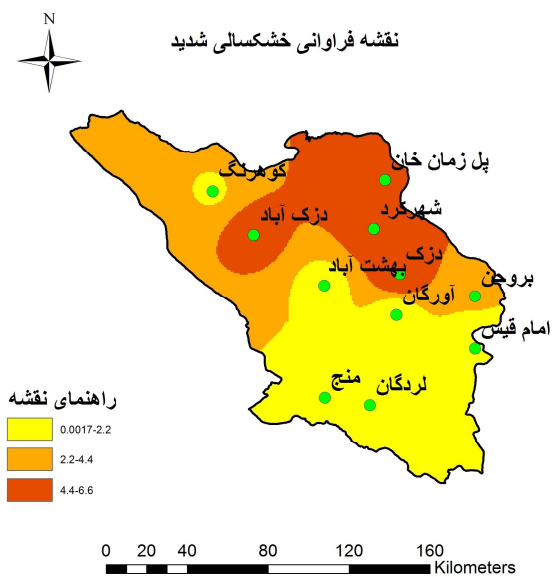 نقشه فراوانی خشکسالی شدید
N
پل زمان خان
کوهرنگ
شهرکرد
دزک آباد
دزک
بهشت آباد
بروجن
آورگان
امام قیس
منج
لردگان
راهنمای نقشه
0.0017-2.2
2.2-4.4
4.4-6.6
0 20 40 80 120 160
Kilometers